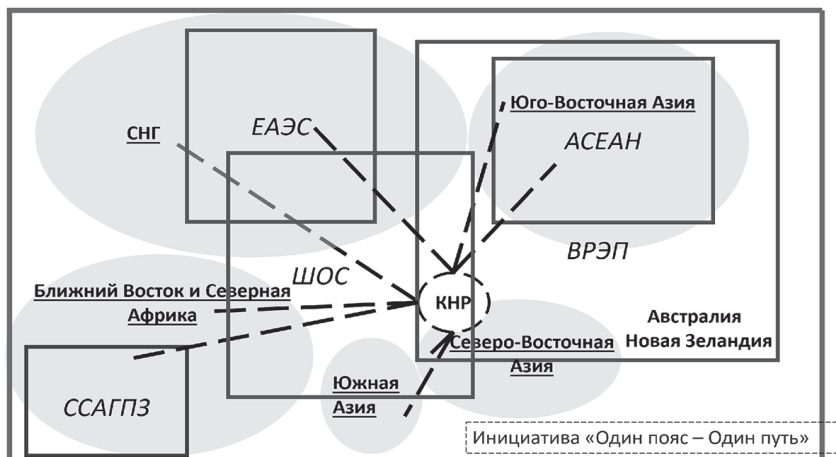 Юго-Восточная Азия
СНГ
ЕАЭС
АСЕАН
ВРЭП
ШОС
Ближний Восток и Северная
Африка
КНР
Австралия
Новая Зеландия
Северо-Восточная
Азия
Южная
Азия
ССАГПЗ
Инициатива «Один пояс – Один путь»